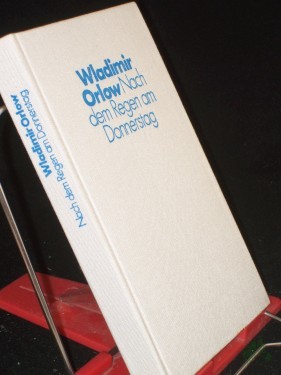 Wladimir
Orlow Nach
dem Regen am
Donnerstag
Nach dem Regen am Donnerstag
Wladimir Orlow